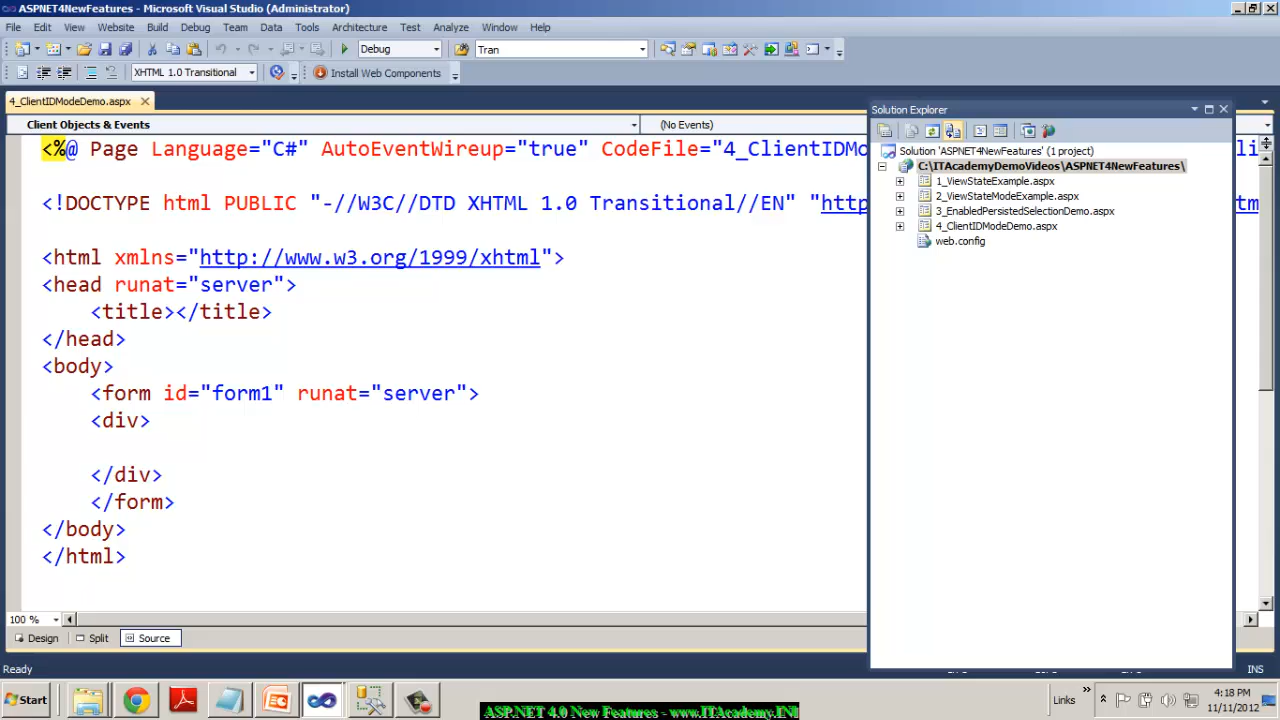 ASPNET4NewFeatures - Microsoft Visual Studio (Administrator)
File Edit View Website Build Debug Team Data Tools Architecture Test Analyze Window Help
Debug Tran
XHTML 1.0 Transitional Install Web Components
4_ClientIDModeDemo.aspx
Client Objects & Events (No Events)
<%@ Page Language="C#" AutoEventWireup="true" CodeFile="4_ClientIDMo
<!DOCTYPE html PUBLIC "-//W3C//DTD XHTML 1.0 Transitional//EN" "http
<html xmlns="http://www.w3.org/1999/xhtml">
<head runat="server">
<title></title>
</head>
<body>
<form id="form1" runat="server">
<div>
</div>
</form>
</body>
</html>
100 %
Design Split Source
Solution Explorer
Solution 'ASPNET4NewFeatures' (1 project)
C:\ITAcademyDemoVideos\ASPNET4NewFeatures\
1_ViewStateExample.aspx
2_ViewStateModeExample.aspx
3_EnabledPersistedSelectionDemo.aspx
4_ClientIDModeDemo.aspx
web.config
Ready INS
Start Links 4:18 PM
11/11/2012
ASP.NET 4.0 New Features - www.ITAcademy.INf